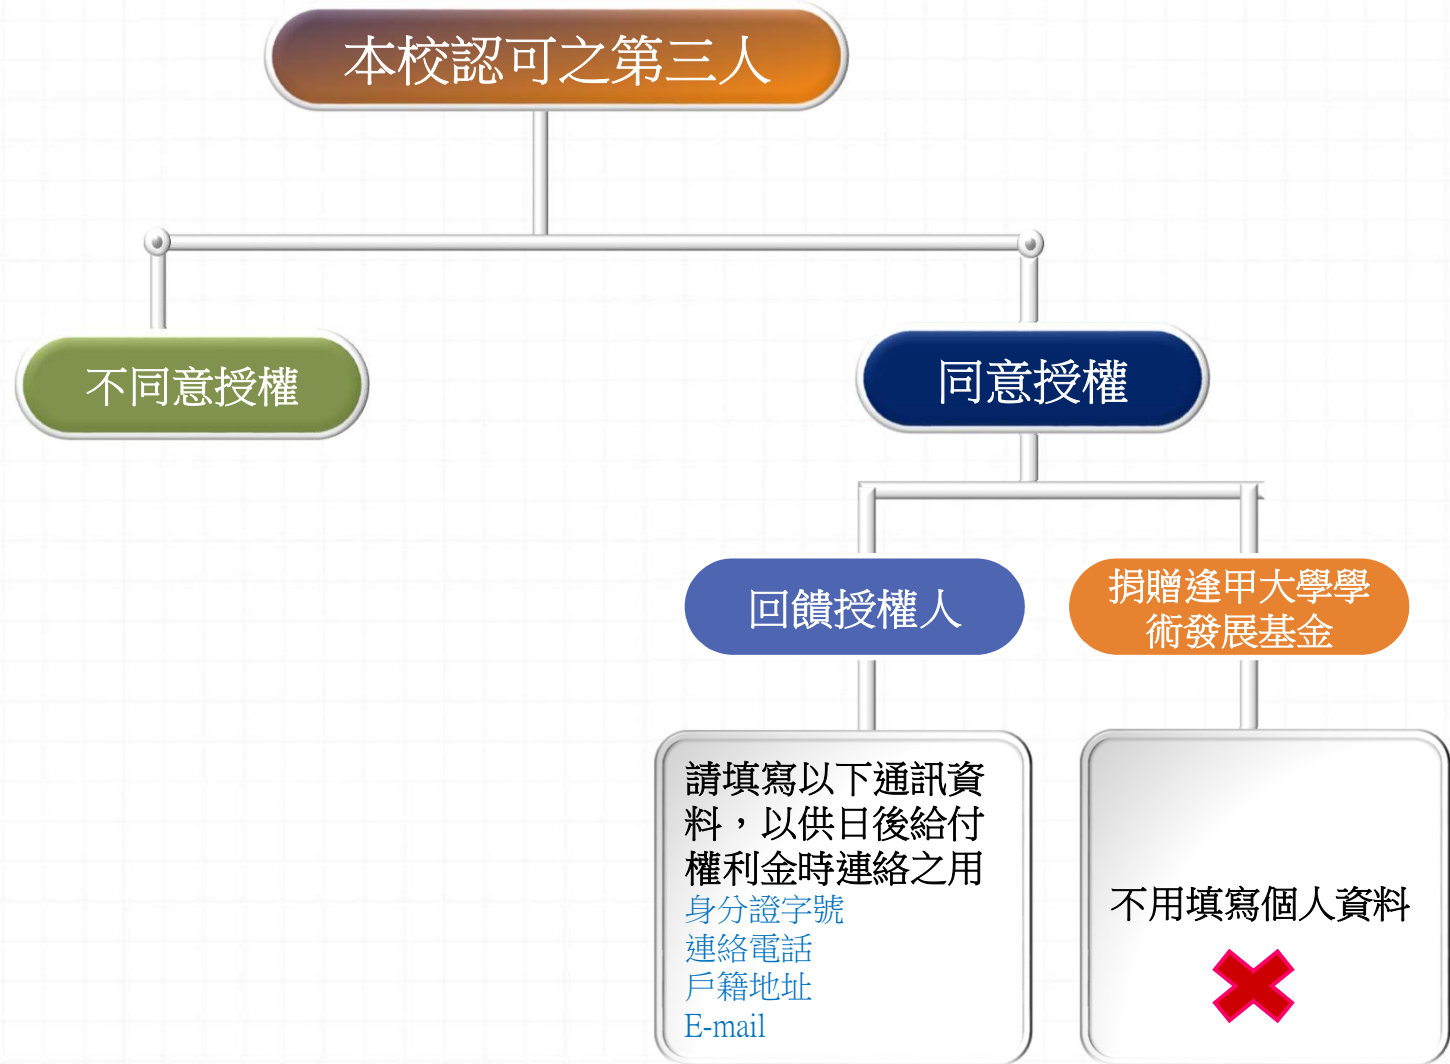 本校認可之第三人
不同意授權
同意授權
回饋授權人
捐贈逢甲大學學
術發展基金
請填寫以下通訊資
料，以供日後給付
權利金時連絡之用
身分證字號
連絡電話
戶籍地址
E-mail
不用填寫個人資料